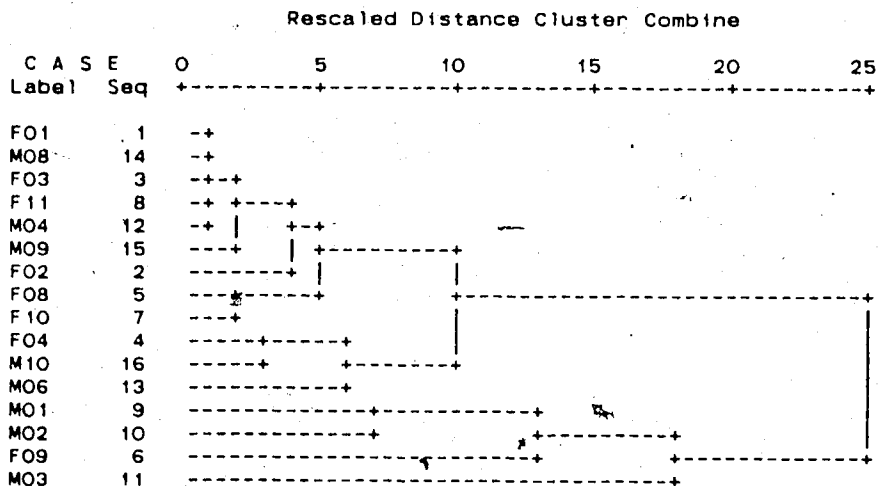 Rescaled Distance Cluster Combine
C A S E 0 5 10 15 20 25
Label Seq +---------+---------+---------+---------+---------+
F01 1 -+
M08 14 -+
F03 3 -+-+
F11 8 -+ +---+
M04 12 -+ | +-+
M09 15 ---+ | +---------+
F02 2 -------+ | |
F08 5 ---+-----+ +-----------------------------+
F10 7 ---+ | |
F04 4 -----+-----+ | |
M10 16 -----+ +-------+ |
M06 13 -----------+ |
M01 9 -------------+-----------+ |
M02 10 -------------+ +---------+ |
F09 6 -------------------------+ +-------------+
M03 11 -----------------------------------+